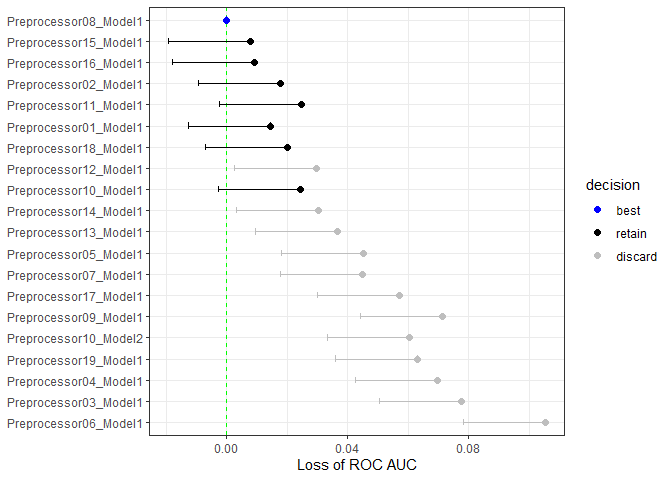 Preprocessor08_Model1
Preprocessor15_Model1
Preprocessor16_Model1
Preprocessor02_Model1
Preprocessor11_Model1
Preprocessor01_Model1
Preprocessor18_Model1
Preprocessor12_Model1
Preprocessor10_Model1
Preprocessor14_Model1
Preprocessor13_Model1
Preprocessor05_Model1
Preprocessor07_Model1
Preprocessor17_Model1
Preprocessor09_Model1
Preprocessor10_Model2
Preprocessor19_Model1
Preprocessor04_Model1
Preprocessor03_Model1
Preprocessor06_Model1
0.00 0.04 0.08
Loss of ROC AUC
decision
best
retain
discard